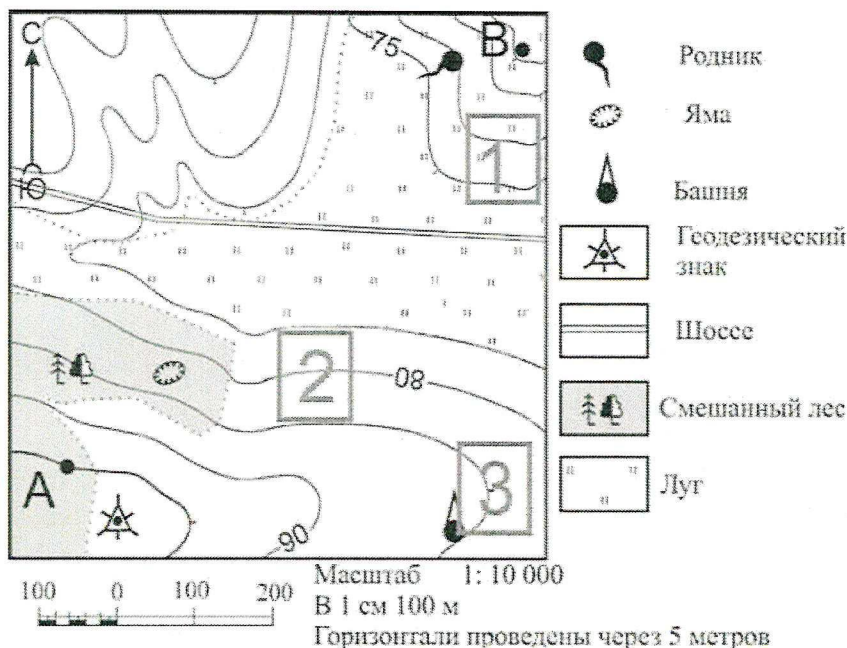 С
Ю
75
В
1
2
80
3
А
90
Родник
Яма
Башня
Геодезический
знак
Шоссе
Смешанный лес
Луг
100 0 100 200
Масштаб 1: 10 000
В 1 см 100 м
Горизонтали проведены через 5 метров